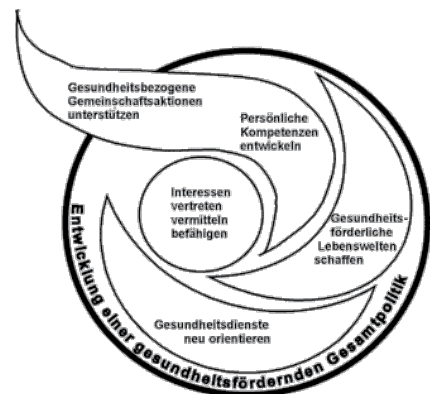 Gesundheitsbezogene
Gemeinschaftsaktionen
unterstützen
Persönliche
Kompetenzen
entwickeln
Interessen
vertreten
vermitteln
befähigen
Gesundheits-
förderliche
Lebenswelten
schaffen
Gesundheitsdienste
neu orientieren
Entwicklung einer gesundheitsfördernden Gesamtpolitik